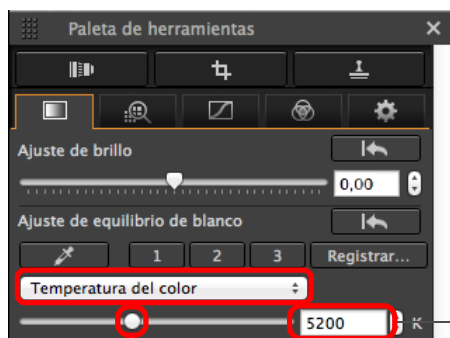 Paleta de herramientas
Ajuste de brillo
0,00
Ajuste de equilibrio de blanco
1 2 3 Registrar...
Temperatura del color
5200 K